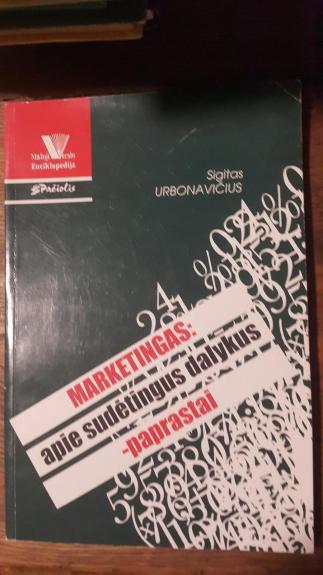 Mažoji Verslo
Enciklopedija
Pačiolis
Sigitas
URBONAVIČIUS
MARKETINGAS:
apie sudėtingus dalykus
-paprastai